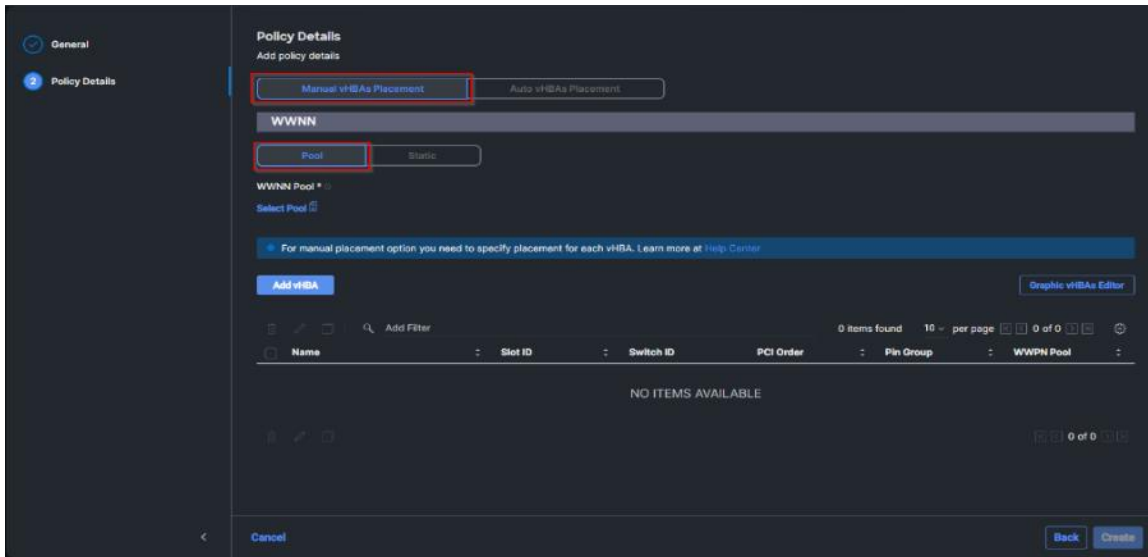 General
2 Policy Details
Policy Details
Add policy details
Manual vHBAs Placement Auto vHBAs Placement
WWNN
Pool Static
WWNN Pool *
Select Pool
For manual placement option you need to specify placement for each vHBA. Learn more at Help Center
Add vHBA Graphic vHBAs Editor
Add Filter 0 items found 10 per page 0 of 0
Name Slot ID Switch ID PCI Order Pin Group WWPN Pool
NO ITEMS AVAILABLE
0 of 0
Cancel Back Create